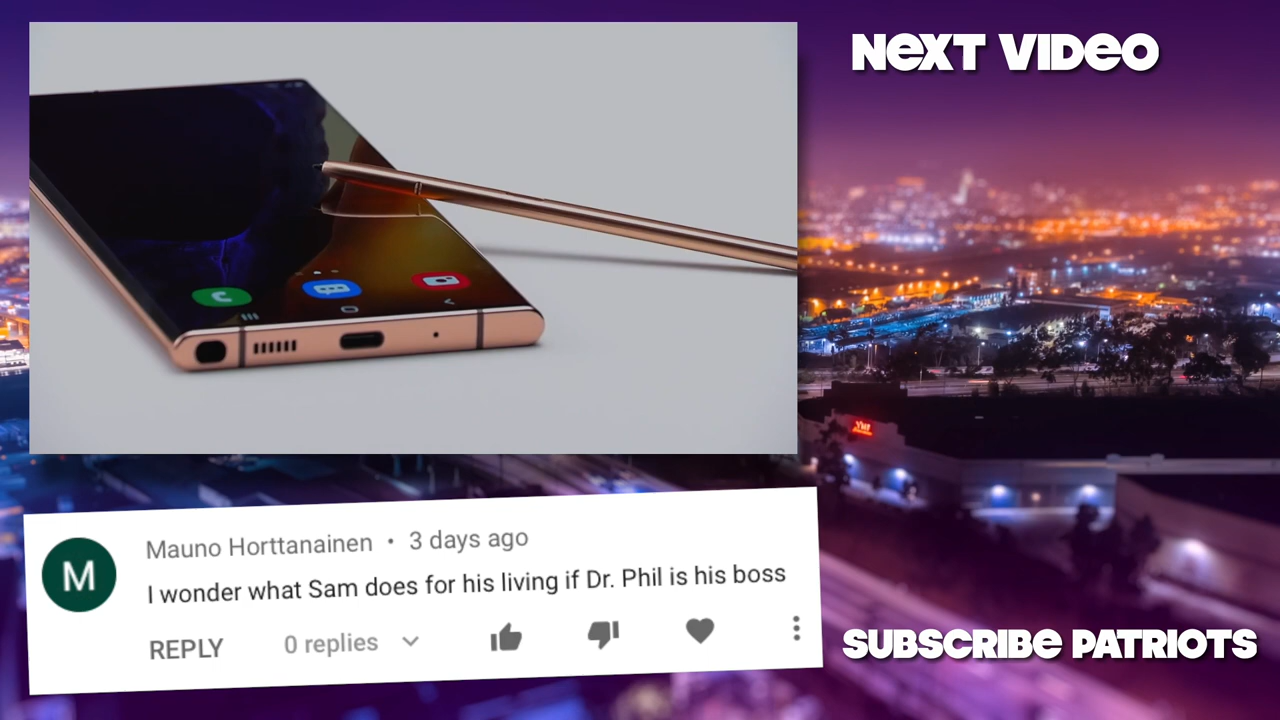 NEXT VIDEO
Mauno Horttanainen • 3 days ago
M
I wonder what Sam does for his living if Dr. Phil is his boss
REPLY 0 replies
SUBSCRIBE PATRIOTS